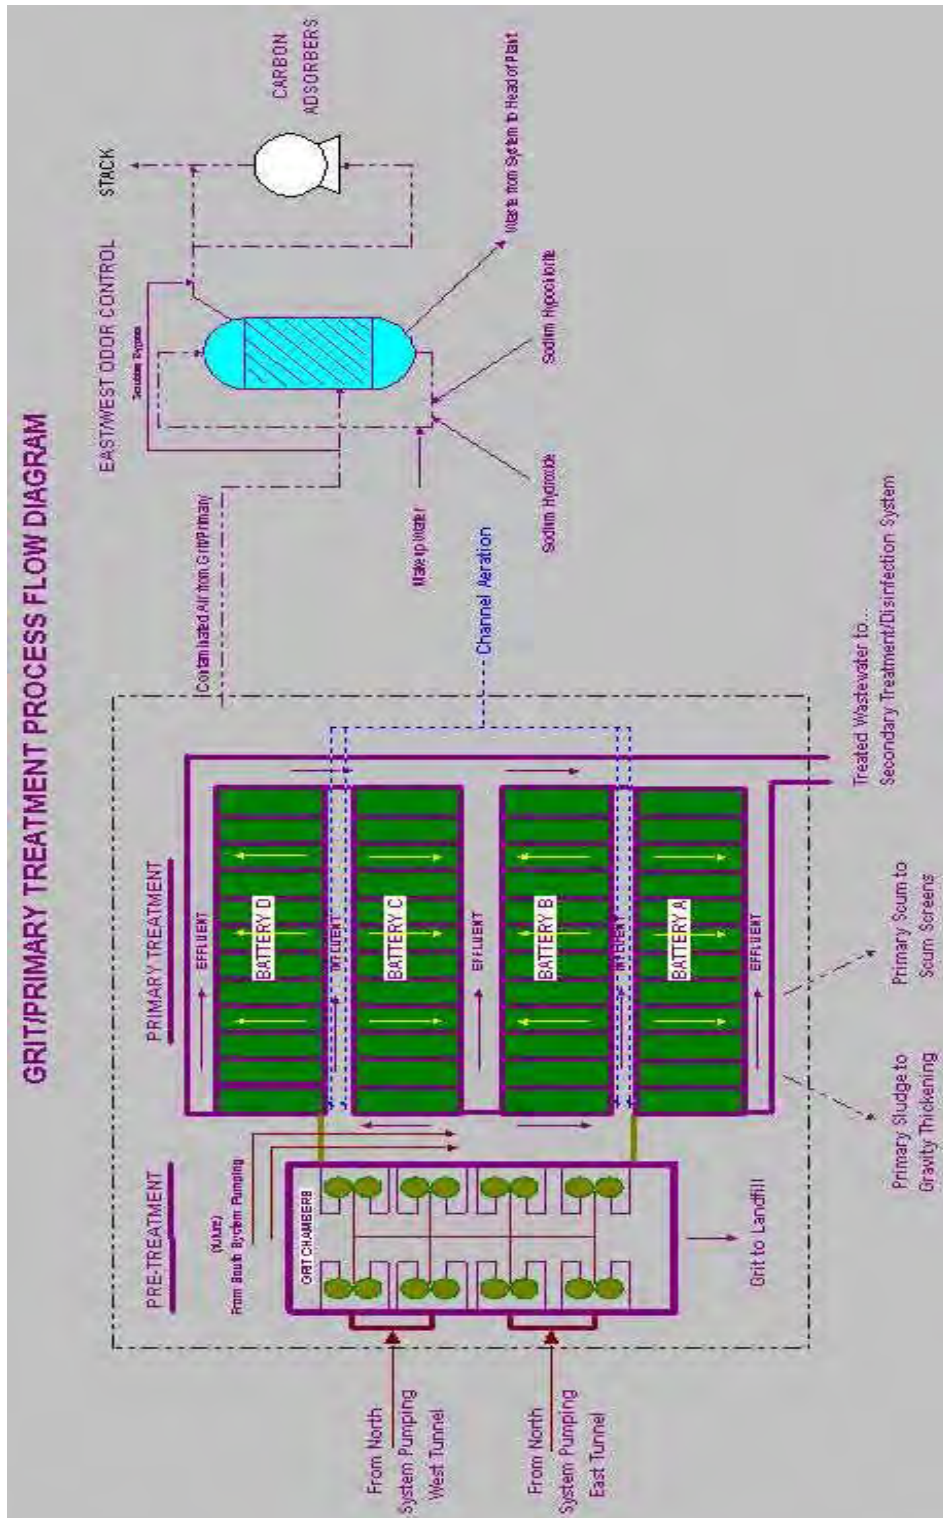 GRIT/PRIMARY TREATMENT PROCESS FLOW DIAGRAM
PRE-TREATMENT
PRIMARY TREATMENT
EAST/WEST ODOR CONTROL
STACK
CARBON
ADSORBERS
Scrubber Bypass
Contaminated Air from Grit/Primary
Makeup Water
Sodium Hydroxide
Sodium Hypochlorite
Waste from System to Head of Plant
Channel Aeration
(future)
From South System Pumping
GRIT CHAMBERS
EFFLUENT
BATTERY D
INFLUENT
BATTERY C
EFFLUENT
BATTERY B
INFLUENT
BATTERY A
EFFLUENT
From North
System Pumping
West Tunnel
From North
System Pumping
East Tunnel
Grit to Landfill
Primary Sludge to
Gravity Thickening
Primary Scum to
Scum Screens
Treated Wastewater to...
Secondary Treatment/Disinfection System